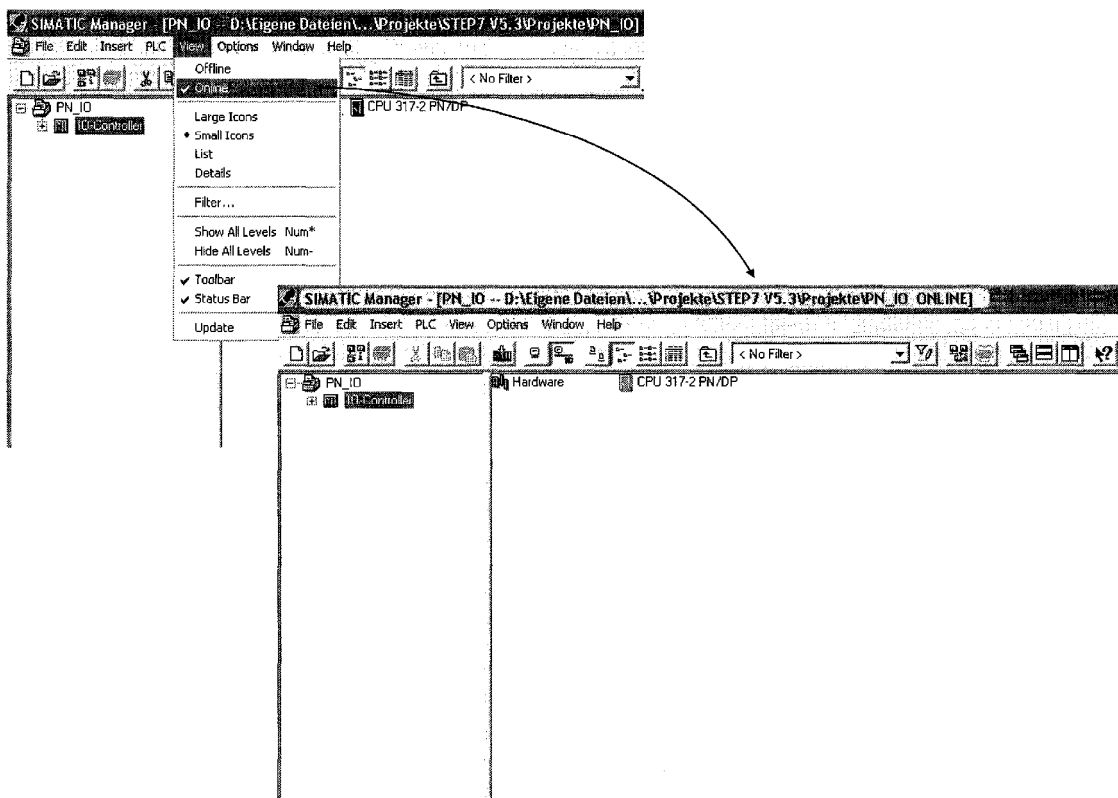 SIMATIC Manager - [PN_IO -- D:\Eigene Dateien\...\Projekte\STEP7 V5.3\Projekte\PN_IO]
File Edit Insert PLC View Options Window Help
< No Filter >
PN_IO
IO-Controller
CPU 317-2 PN/DP
Offline
Online
Large Icons
Small Icons
List
Details
Filter...
Show All Levels Num*
Hide All Levels Num-
Toolbar
Status Bar
Update
SIMATIC Manager - [PN_IO -- D:\Eigene Dateien\...\Projekte\STEP7 V5.3\Projekte\PN_IO ONLINE]
File Edit Insert PLC View Options Window Help
< No Filter >
PN_IO
IO-Controller
Hardware
CPU 317-2 PN/DP